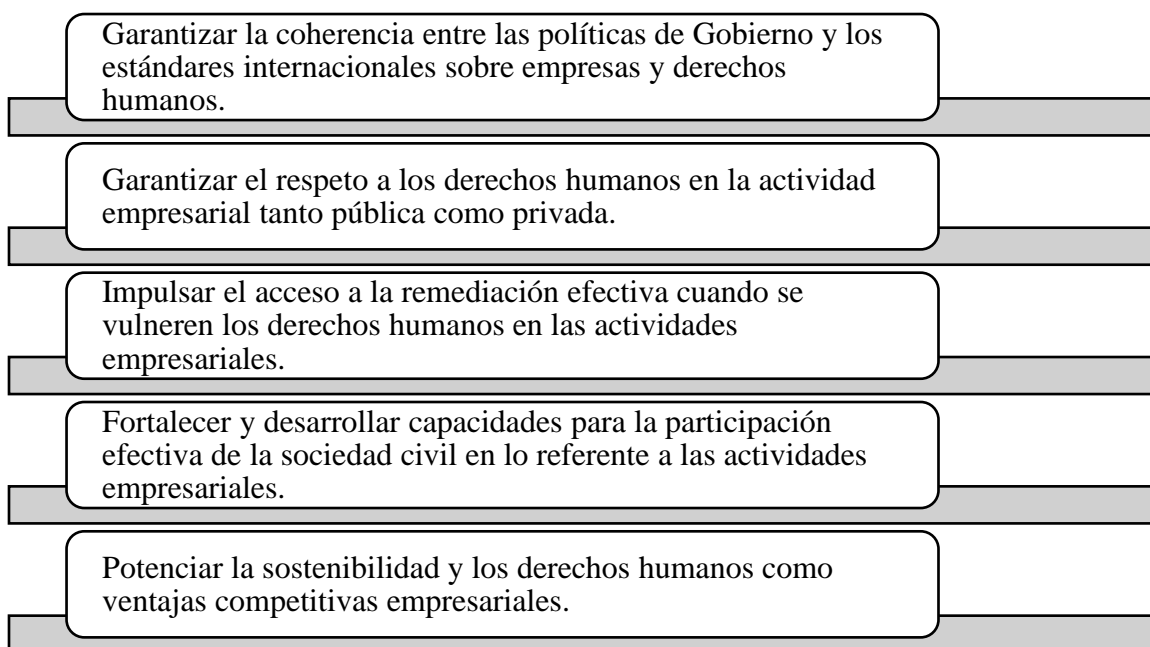 Garantizar la coherencia entre las políticas de Gobierno y los
estándares internacionales sobre empresas y derechos
humanos.
Garantizar el respeto a los derechos humanos en la actividad
empresarial tanto pública como privada.
Impulsar el acceso a la remediación efectiva cuando se
vulneren los derechos humanos en las actividades
empresariales.
Fortalecer y desarrollar capacidades para la participación
efectiva de la sociedad civil en lo referente a las actividades
empresariales.
Potenciar la sostenibilidad y los derechos humanos como
ventajas competitivas empresariales.